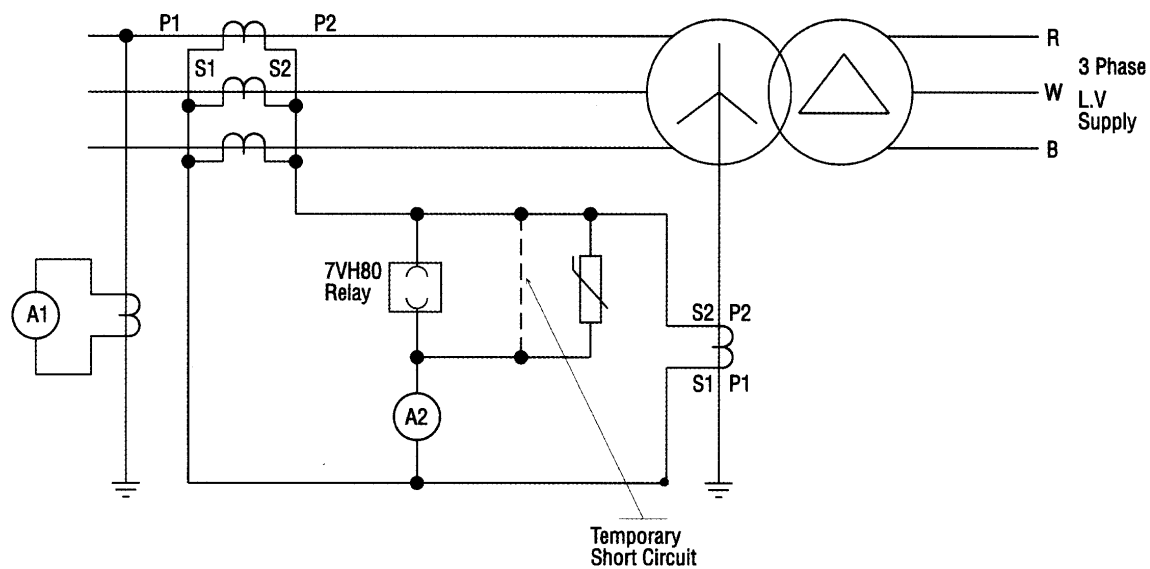 P1 P2
R
S1 S2
3 Phase
W
L.V
Supply
B
7VH80
Relay
A1
S2 P2
S1 P1
A2
Temporary
Short Circuit